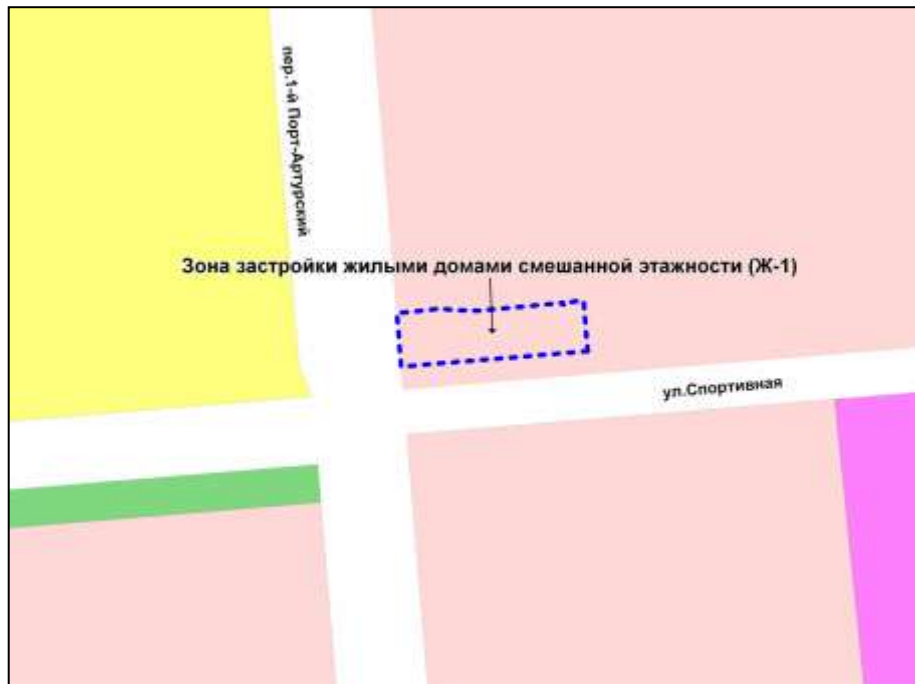 пер.1-й Порт-Артурский
Зона застройки жилыми домами смешанной этажности (Ж-1)
ул.Спортивная